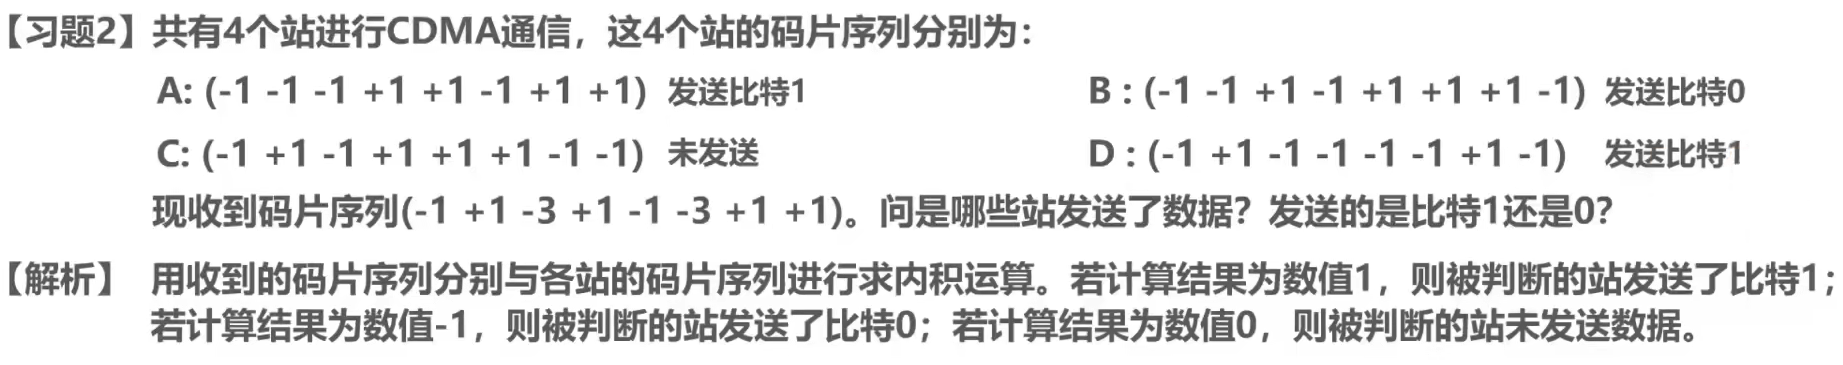 【习题2】共有4个站进行CDMA通信，这4个站的码片序列分别为：
A: (-1 -1 -1 +1 +1 -1 +1 +1) 发送比特1 B : (-1 -1 +1 -1 +1 +1 +1 -1) 发送比特0
C: (-1 +1 -1 +1 +1 +1 -1 -1) 未发送 D : (-1 +1 -1 -1 -1 -1 +1 -1) 发送比特1
现收到码片序列(-1 +1 -3 +1 -1 -3 +1 +1)。问是哪些站发送了数据？发送的是比特1还是0？
【解析】 用收到的码片序列分别与各站的码片序列进行求内积运算。若计算结果为数值1，则被判断的站发送了比特1；
若计算结果为数值-1，则被判断的站发送了比特0；若计算结果为数值0，则被判断的站未发送数据。